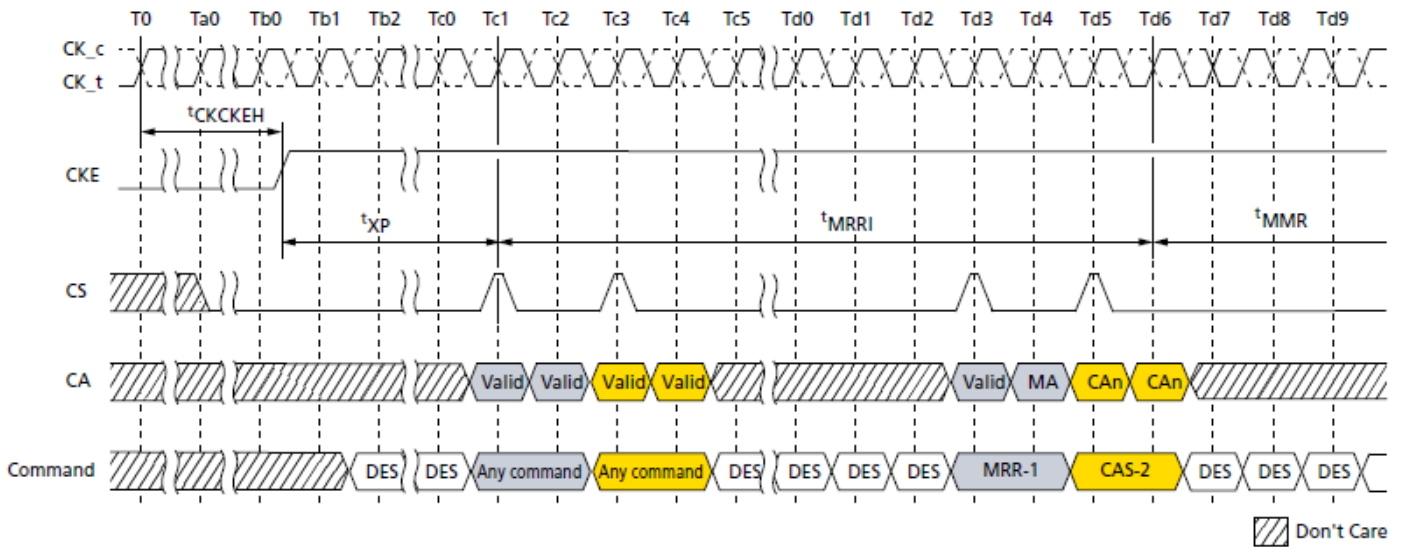 T0 Ta0 Tb0 Tb1 Tb2 Tc0 Tc1 Tc2 Tc3 Tc4 Tc5 Td0 Td1 Td2 Td3 Td4 Td5 Td6 Td7 Td8 Td9
CK_c
CK_t
tCKCKEH
CKE
tXP tMRRI tMMR
CS
CA Valid Valid Valid Valid Valid MA CAn CAn
Command DES DES Any command Any command DES DES DES DES MRR-1 CAS-2 DES DES DES
Don't Care